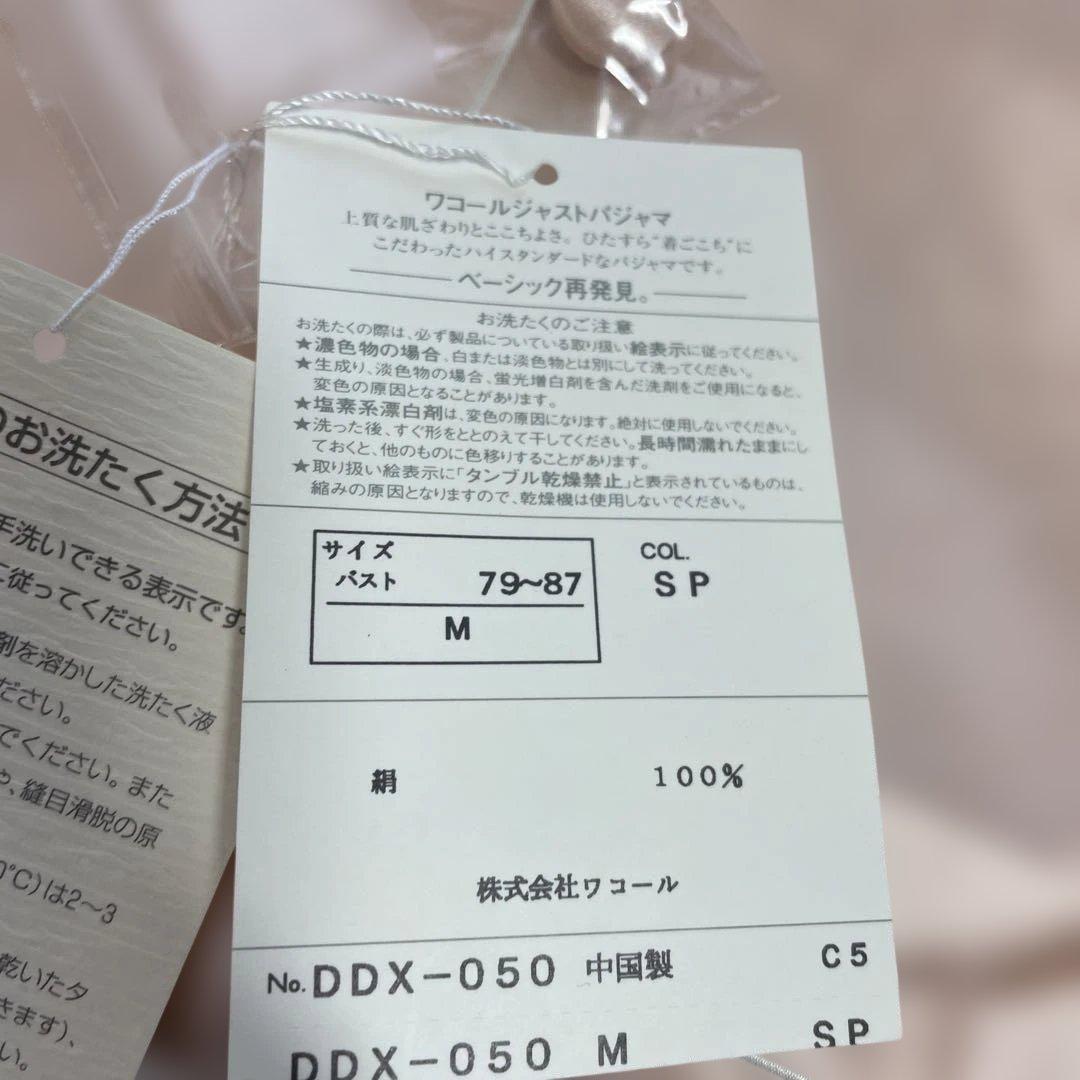 ワコールジャストパジャマ
上質な肌ざわりとここちよさ。ひたすら"着ごこち"に
こだわったハイスタンダードなパジャマです。
ベーシック再発見。
お洗たくのご注意
お洗たくの際は、必ず製品についている取り扱い絵表示に従ってください。
★濃色物の場合、白または淡色物とは別にして洗ってください。
★生成り、淡色物の場合、蛍光増白剤を含んだ洗剤をご使用になると、
変色の原因となることがあります。
★塩素系漂白剤は、変色の原因になります。絶対に使用しないでください。
★洗った後、すぐ形をととのえて干してください。長時間濡れたままにし
ておくと、他のものに色移りすることがあります。
★取り扱い絵表示に「タンブル乾燥禁止」と表示されているものは、
縮みの原因となりますので、乾燥機は使用しないでください。
サイズ
バスト 79〜87
M
COL.
SP
絹 100%
株式会社ワコール
No. DDX-050 中国製 C5
DDX-050 M SP
のお洗たく方法
手洗いできる表示です。
に従ってください。
剤を溶かした洗たく液
ださい。
でください。また
や、縫目滑脱の原
0℃)は2〜3
乾いたタ
きます)、
い。